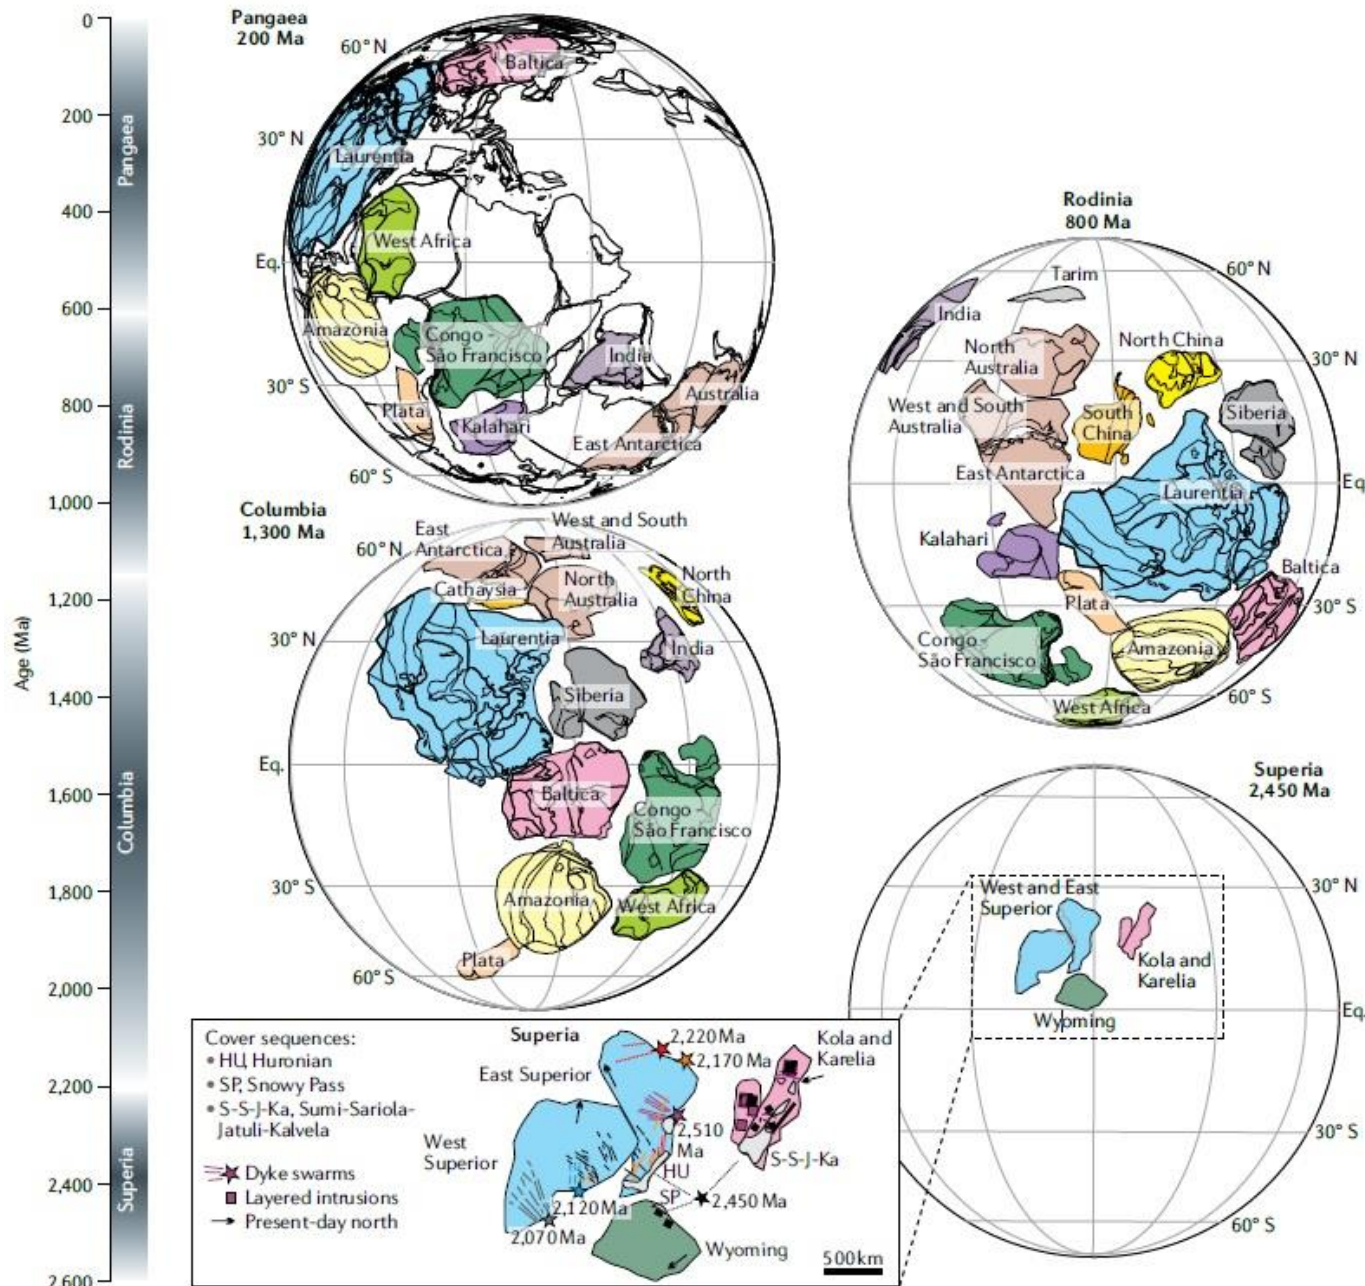 Age (Ma)
0
200
400
600
800
1,000
1,200
1,400
1,600
1,800
2,000
2,200
2,400
2,600
Pangaea
Rodinia
Columbia
Superia
Pangaea
200 Ma
60° N
30° N
Eq.
30° S
60° S
Baltica
Laurentia
West Africa
Amazonia
Congo -
São Francisco
India
Plata
Kalahari
Australia
East Antarctica
Rodinia
800 Ma
60° N
30° N
Eq.
30° S
60° S
Tarim
India
North
Australia
North China
West and South
Australia
South
China
Siberia
East Antarctica
Laurentia
Kalahari
Baltica
Plata
Congo -
São Francisco
Amazonia
West Africa
Columbia
1,300 Ma
60° N
30° N
Eq.
30° S
60° S
East
Antarctica
West and South
Australia
Cathaysia
North
Australia
North
China
Laurentia
India
Siberia
Baltica
Congo -
São Francisco
Amazonia
West Africa
Plata
Superia
2,450 Ma
30° N
Eq.
30° S
60° S
West and East
Superior
Kola and
Karelia
Wyoming
Cover sequences:
• HU, Huronian
• SP, Snowy Pass
• S-S-J-Ka, Sumi-Sariola-
Jatuli-Kalvela
Dyke swarms
Layered intrusions
Present-day north
Superia
East Superior
West
Superior
2,220 Ma
2,170 Ma
Kola and
Karelia
2,510
Ma
HU
S-S-J-Ka
SP
2,450 Ma
2,120 Ma
2,070 Ma
Wyoming
500 km